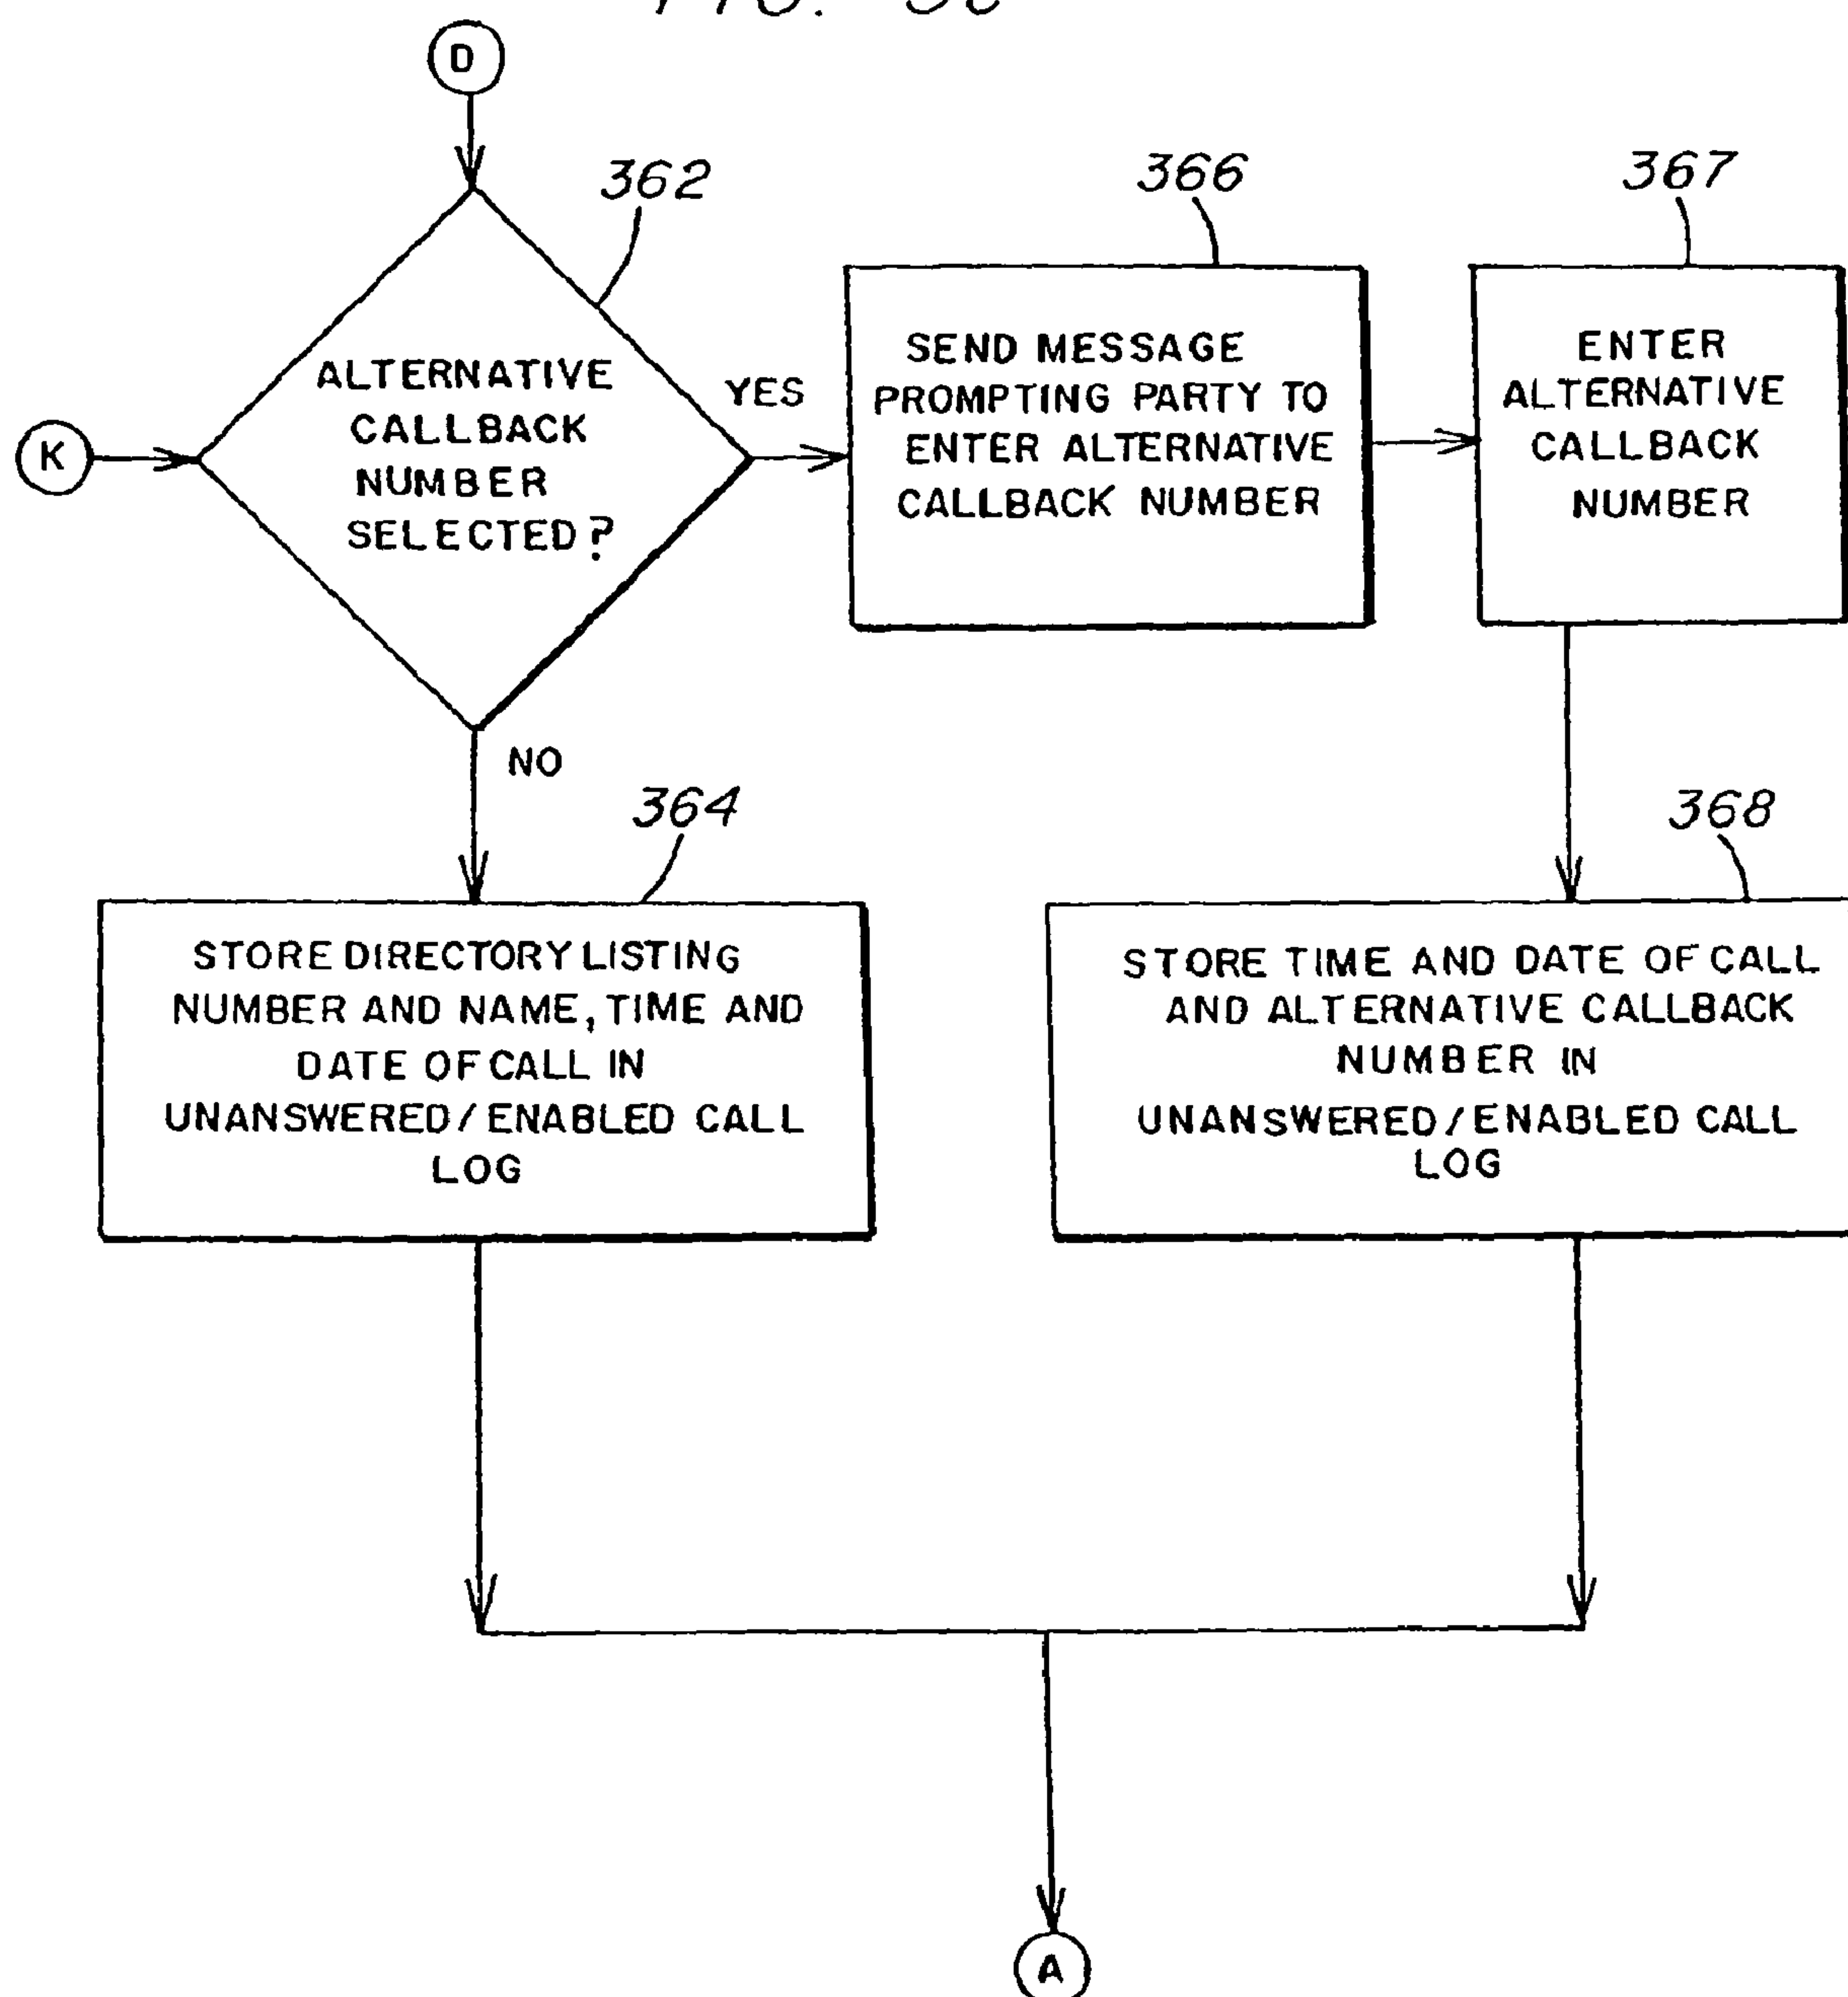 D
362
366
367
ALTERNATIVE
CALLBACK
NUMBER
SELECTED?
YES
K
SEND MESSAGE
PROMPTING PARTY TO
ENTER ALTERNATIVE
CALLBACK NUMBER
ENTER
ALTERNATIVE
CALLBACK
NUMBER
NO
364
368
STORE DIRECTORY LISTING
NUMBER AND NAME, TIME AND
DATE OF CALL IN
UNANSWERED/ENABLED CALL
LOG
STORE TIME AND DATE OF CALL
AND ALTERNATIVE CALLBACK
NUMBER IN
UNANSWERED/ENABLED CALL
LOG
A